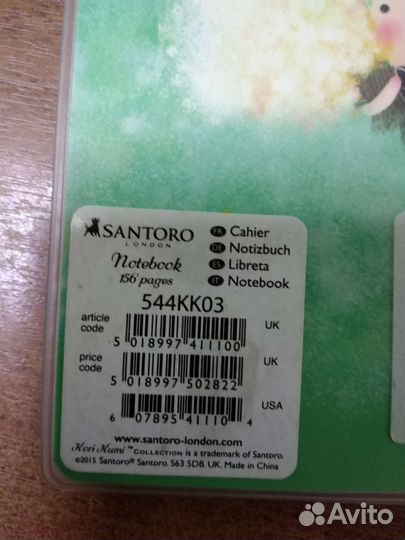 SANTORO
LONDON
Notebook
156 pages
FR Cahier
DE Notizbuch
ES Libreta
IT Notebook
544KK03
article code
5 018997 411100
UK
price code
5 018997 502822
UK
6 07895 41110 4
USA
www.santoro-london.com
Kori Kumi™ COLLECTION is a trademark of Santoro.
©2015 Santoro® Santoro. S63 5DB. UK. Made in China
Avito